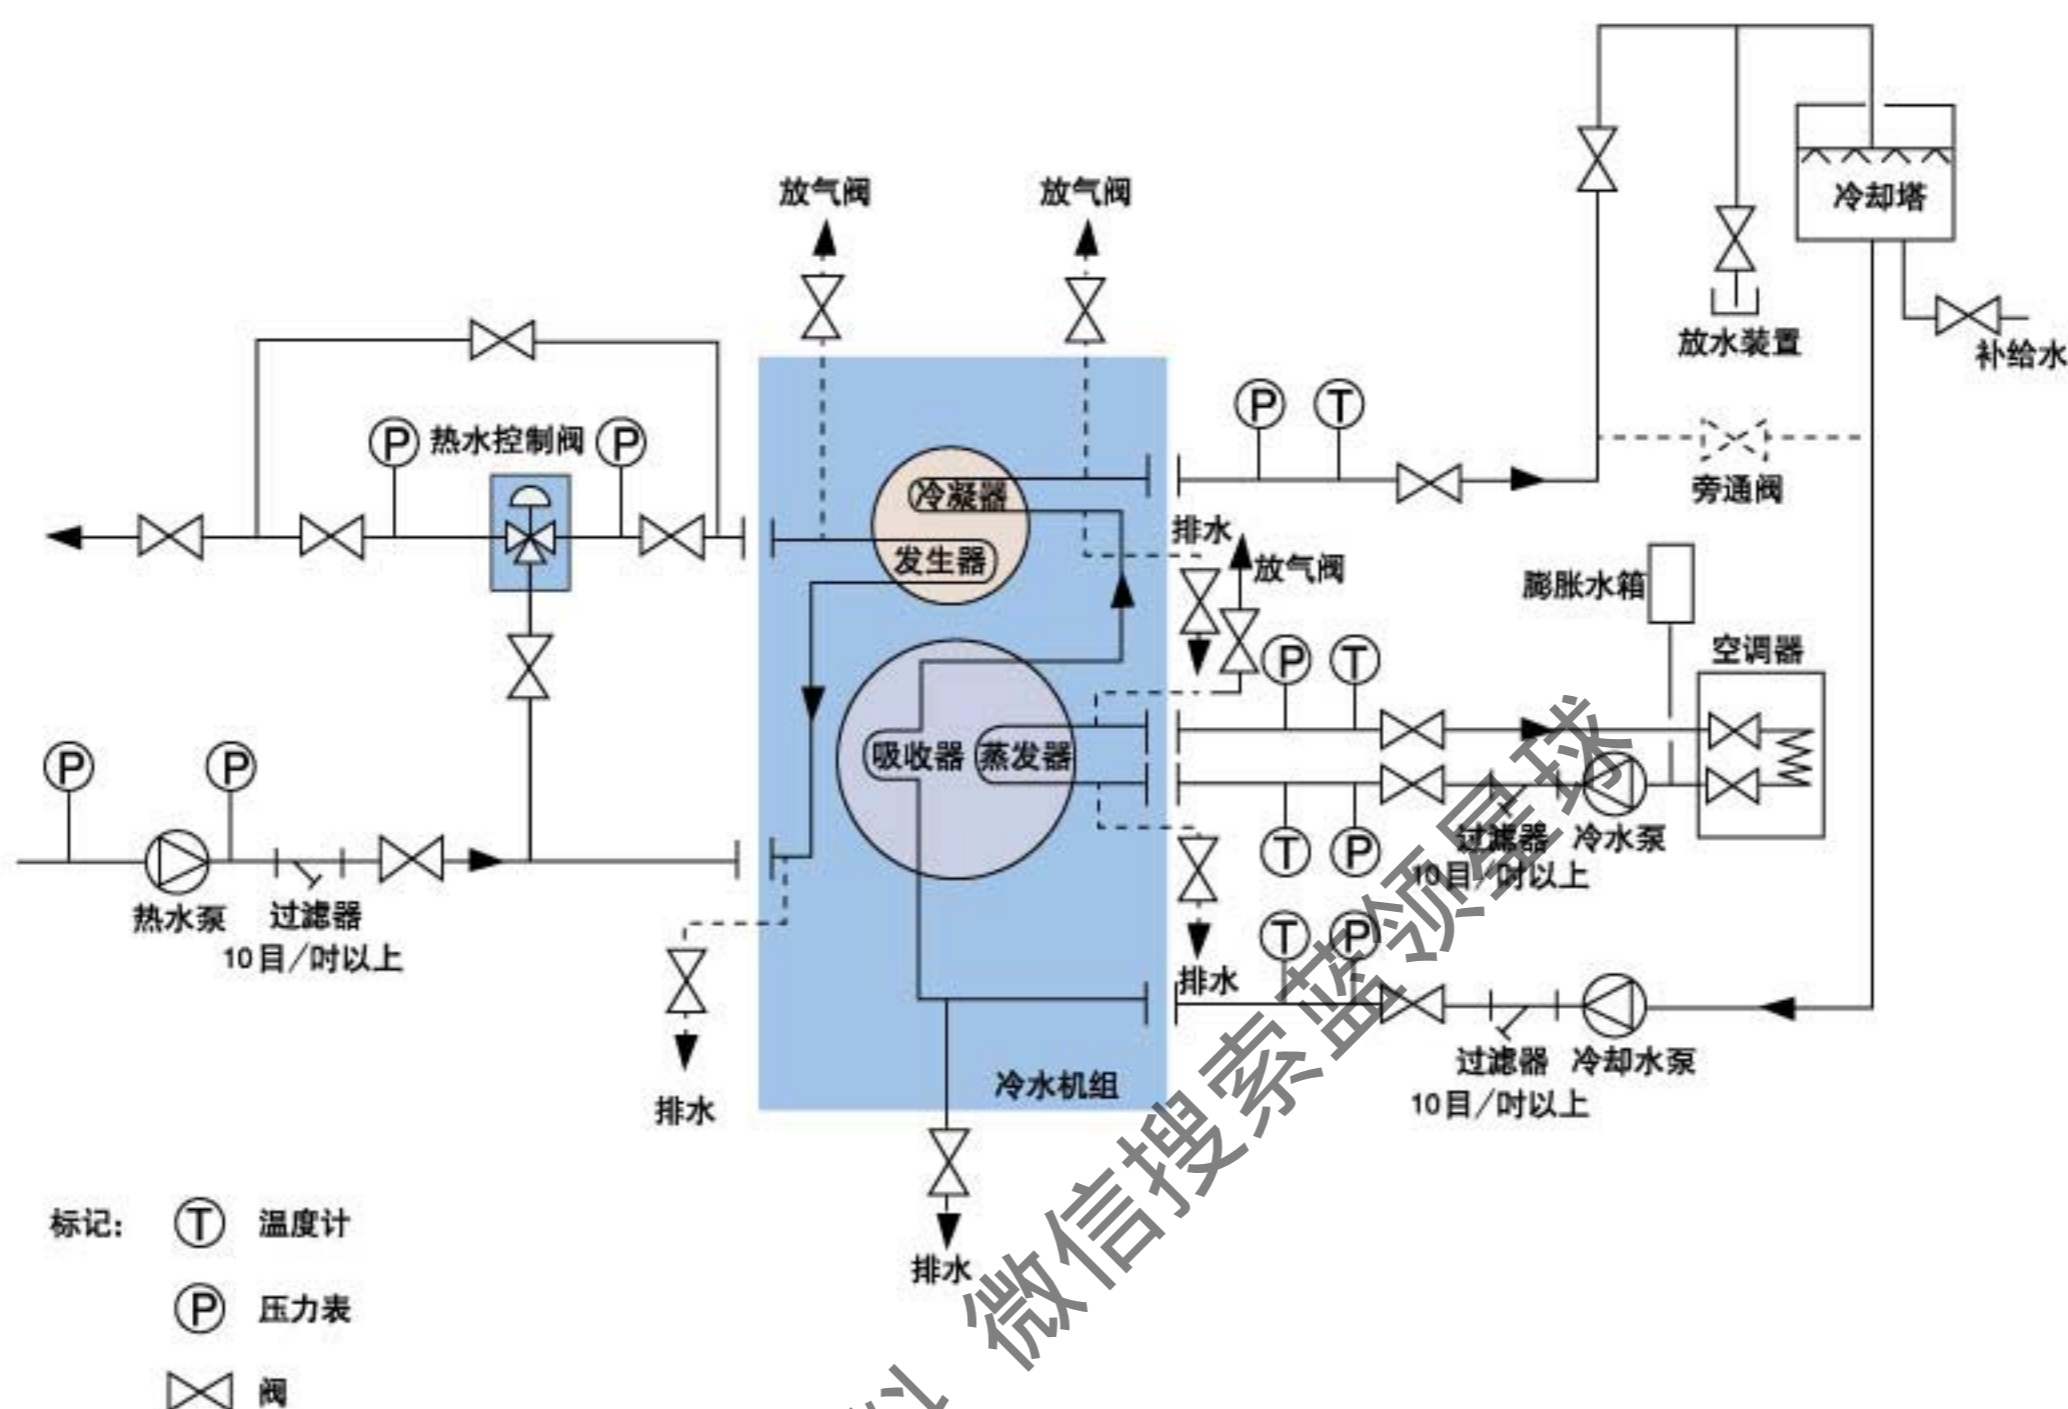 放气阀
放气阀
冷却塔
放水装置
补给水
P
T
P
热水控制阀
P
冷凝器
旁通阀
排水
发生器
放气阀
膨胀水箱
空调器
P
T
吸收器
蒸发器
P
P
过滤器
冷水泵
T
P
10目/吋以上
热水泵
过滤器
10目/吋以上
T
P
排水
过滤器
冷却水泵
冷水机组
10目/吋以上
排水
标记：
T
温度计
排水
P
压力表
阀
微信搜索蓝领星球